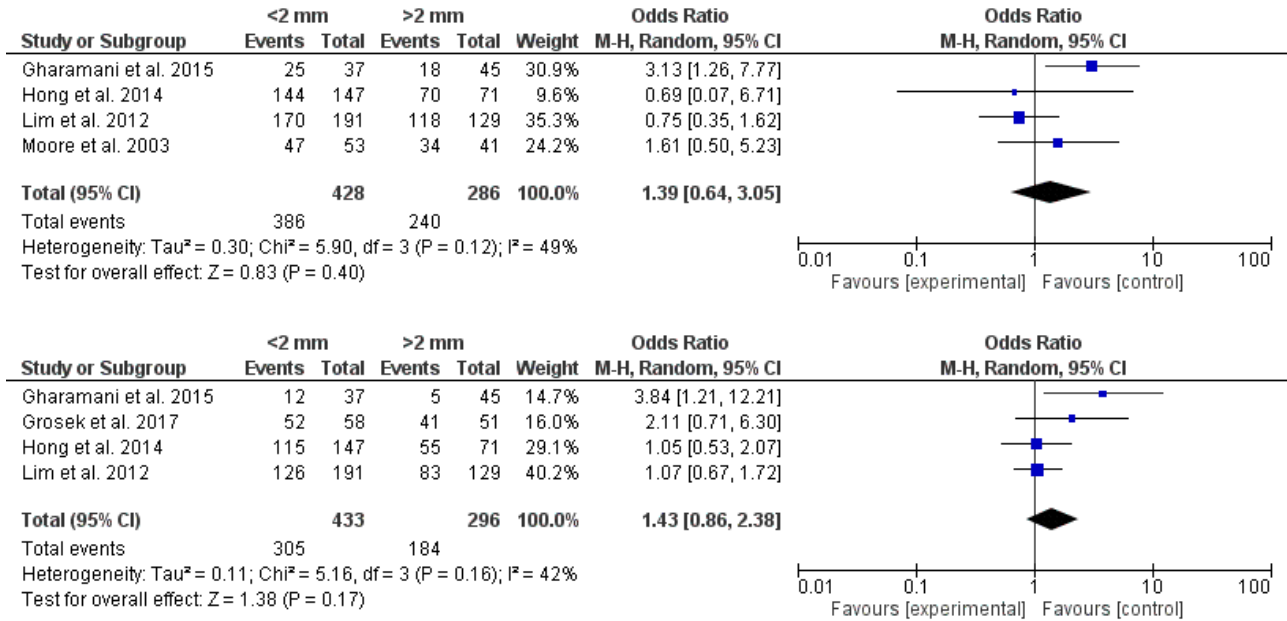 <2 mm >2 mm Odds Ratio Odds Ratio
Study or Subgroup Events Total Events Total Weight M-H, Random, 95% CI M-H, Random, 95% CI
Gharamani et al. 2015 25 37 18 45 30.9% 3.13 [1.26, 7.77]
Hong et al. 2014 144 147 70 71 9.6% 0.69 [0.07, 6.71]
Lim et al. 2012 170 191 118 129 35.3% 0.75 [0.35, 1.62]
Moore et al. 2003 47 53 34 41 24.2% 1.61 [0.50, 5.23]
Total (95% CI) 428 286 100.0% 1.39 [0.64, 3.05]
Total events 386 240
Heterogeneity: Tau² = 0.30; Chi² = 5.90, df = 3 (P = 0.12); I² = 49%
Test for overall effect: Z = 0.83 (P = 0.40)
0.01 0.1 1 10 100
Favours [experimental] Favours [control]
<2 mm >2 mm Odds Ratio Odds Ratio
Study or Subgroup Events Total Events Total Weight M-H, Random, 95% CI M-H, Random, 95% CI
Gharamani et al. 2015 12 37 5 45 14.7% 3.84 [1.21, 12.21]
Grosek et al. 2017 52 58 41 51 16.0% 2.11 [0.71, 6.30]
Hong et al. 2014 115 147 55 71 29.1% 1.05 [0.53, 2.07]
Lim et al. 2012 126 191 83 129 40.2% 1.07 [0.67, 1.72]
Total (95% CI) 433 296 100.0% 1.43 [0.86, 2.38]
Total events 305 184
Heterogeneity: Tau² = 0.11; Chi² = 5.16, df = 3 (P = 0.16); I² = 42%
Test for overall effect: Z = 1.38 (P = 0.17)
0.01 0.1 1 10 100
Favours [experimental] Favours [control]